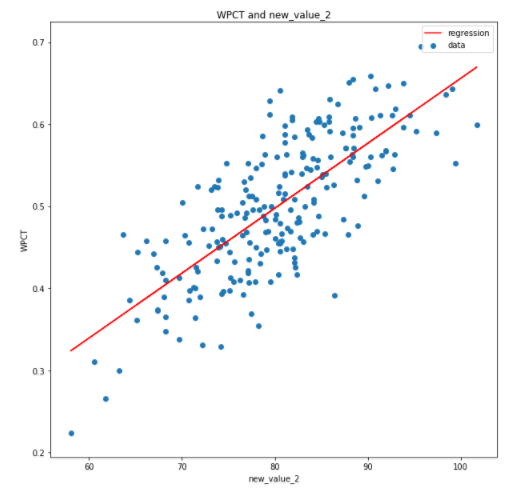 WPCT and new_value_2
regression
data
0.7
0.6
0.5
0.4
0.3
0.2
WPCT
60 70 80 90 100
new_value_2